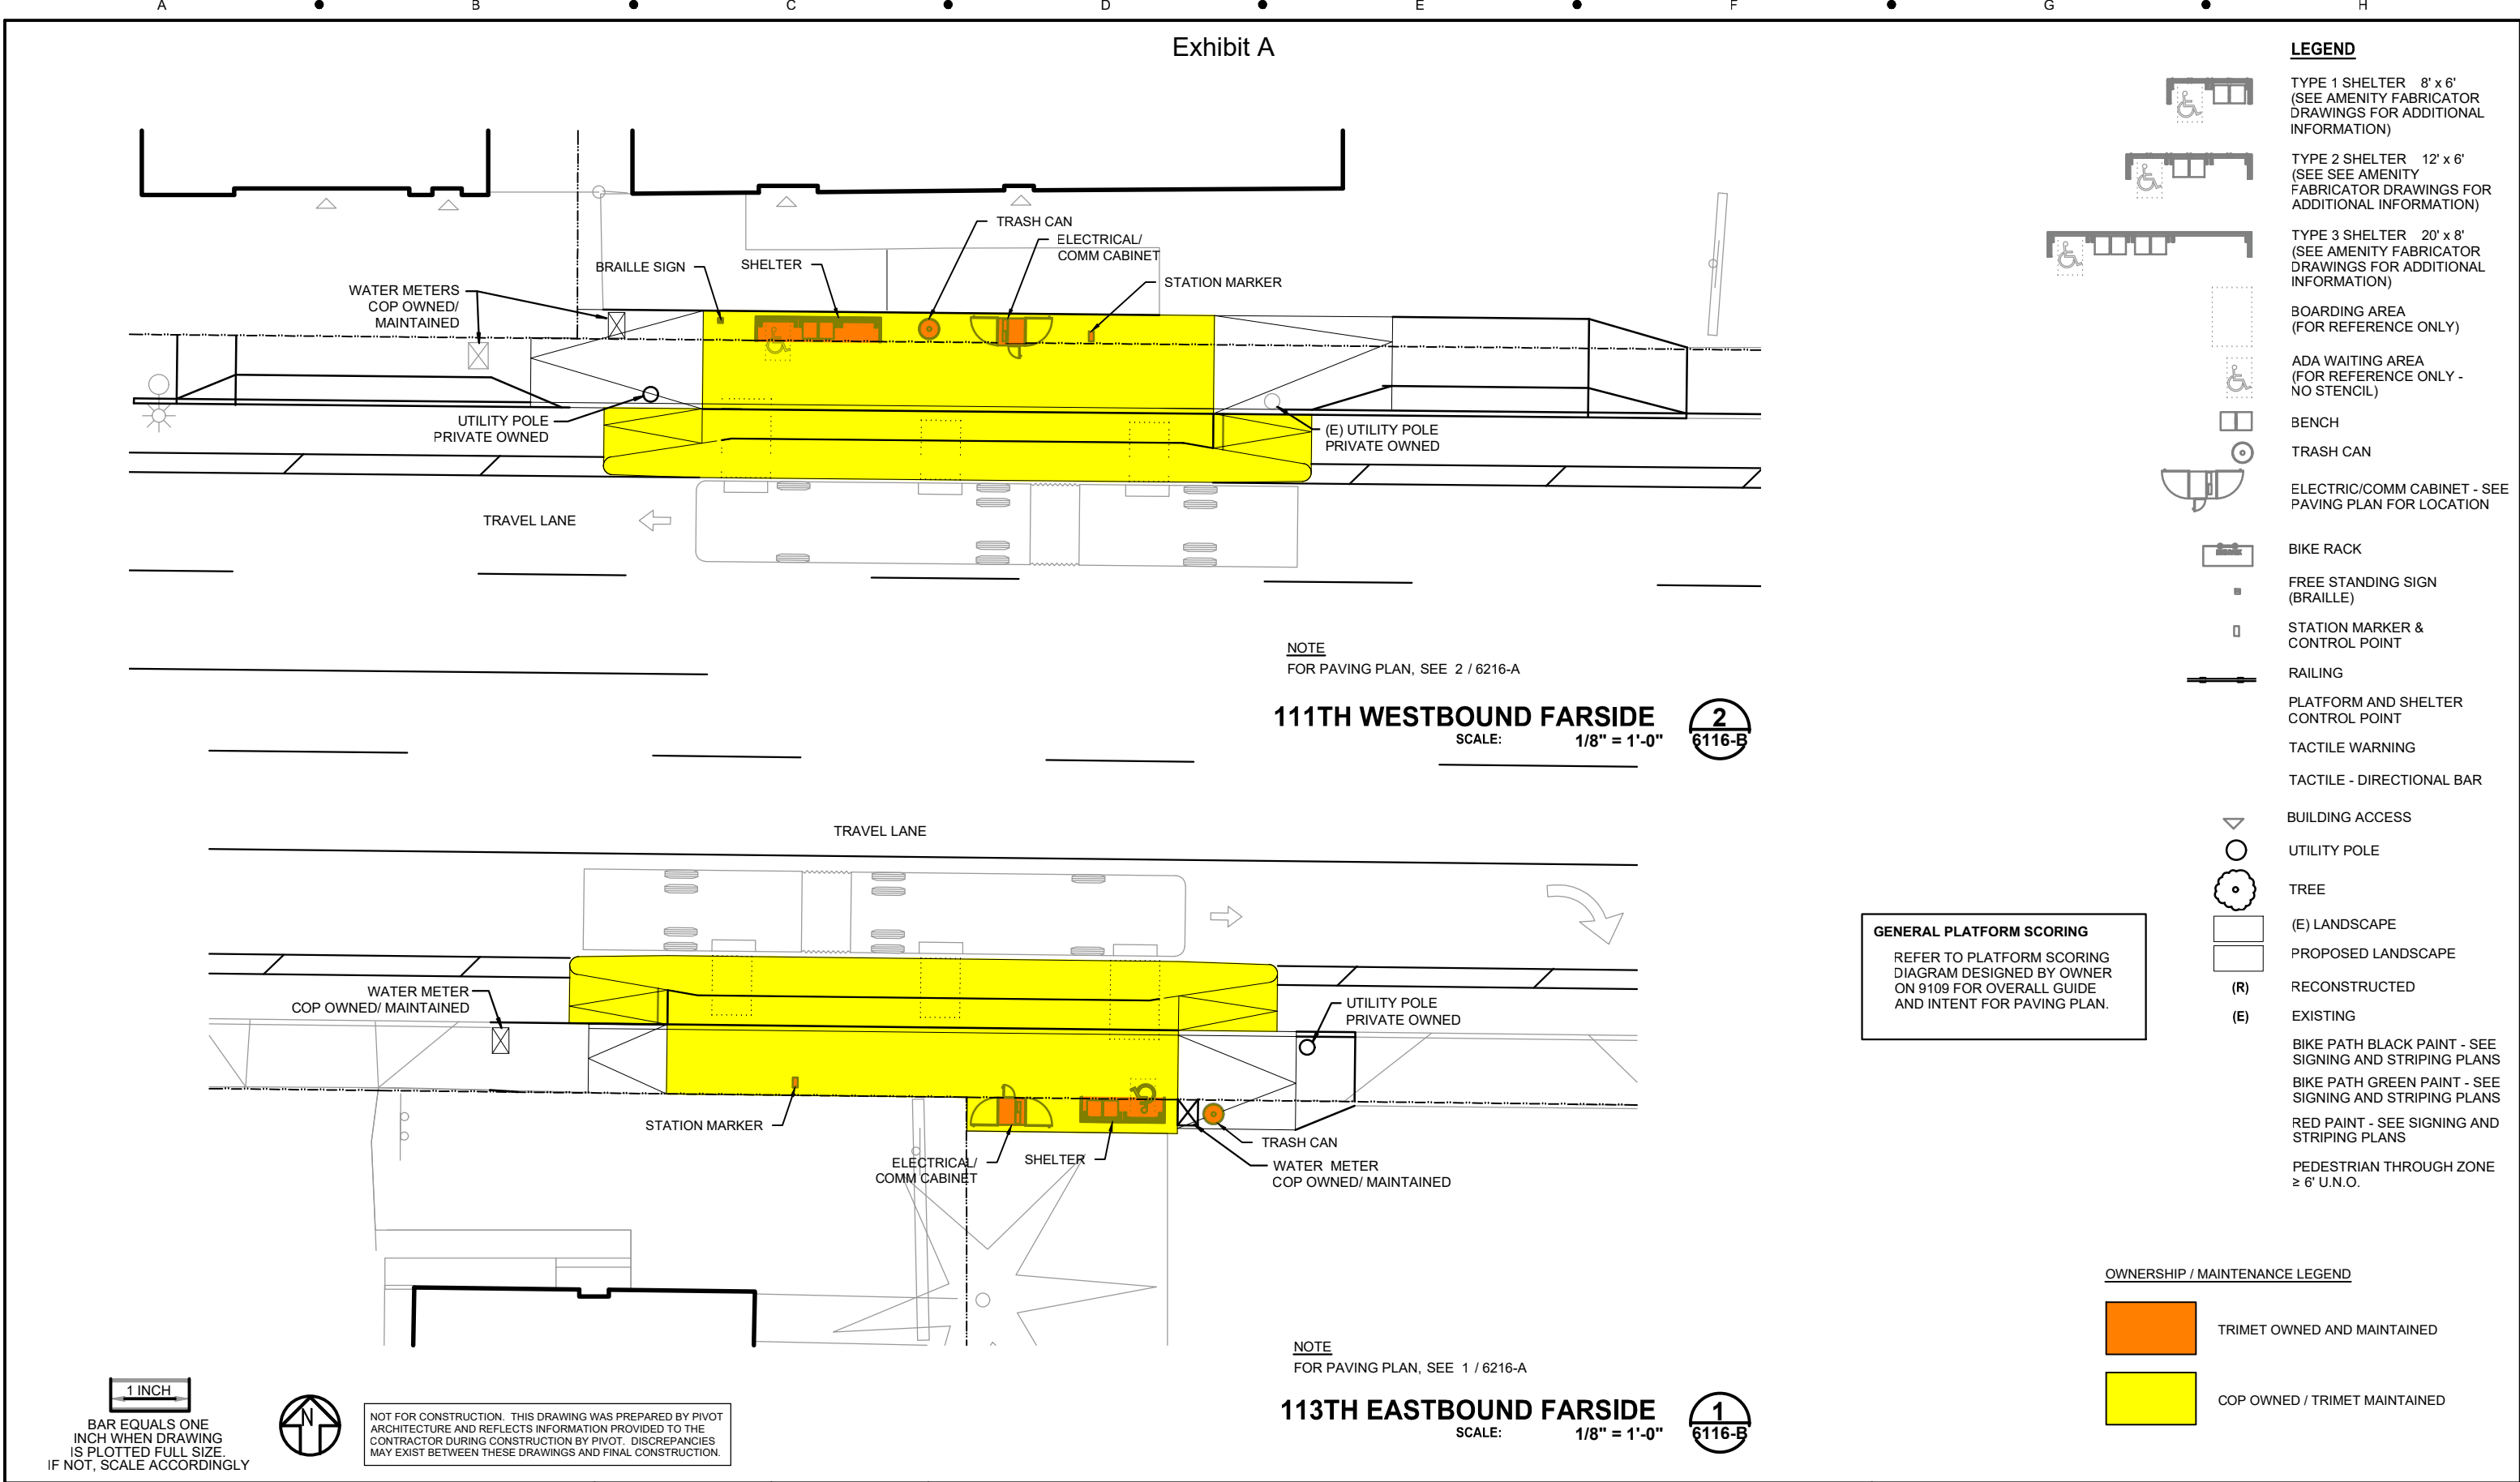 A B C D E F G H
Exhibit A
TRASH CAN
ELECTRICAL/
COMM CABINET
BRAILLE SIGN
SHELTER
STATION MARKER
WATER METERS
COP OWNED/
MAINTAINED
UTILITY POLE
PRIVATE OWNED
(E) UTILITY POLE
PRIVATE OWNED
TRAVEL LANE
NOTE
FOR PAVING PLAN, SEE 2 / 6216-A
111TH WESTBOUND FARSIDE
SCALE: 1/8" = 1'-0"
2
6116-B
TRAVEL LANE
WATER METER
COP OWNED/ MAINTAINED
UTILITY POLE
PRIVATE OWNED
STATION MARKER
ELECTRICAL/
COMM CABINET
SHELTER
TRASH CAN
WATER METER
COP OWNED/ MAINTAINED
NOTE
FOR PAVING PLAN, SEE 1 / 6216-A
113TH EASTBOUND FARSIDE
SCALE: 1/8" = 1'-0"
1
6116-B
1 INCH
BAR EQUALS ONE
INCH WHEN DRAWING
IS PLOTTED FULL SIZE.
IF NOT, SCALE ACCORDINGLY
N
NOT FOR CONSTRUCTION. THIS DRAWING WAS PREPARED BY PIVOT
ARCHITECTURE AND REFLECTS INFORMATION PROVIDED TO THE
CONTRACTOR DURING CONSTRUCTION BY PIVOT. DISCREPANCIES
MAY EXIST BETWEEN THESE DRAWINGS AND FINAL CONSTRUCTION.
GENERAL PLATFORM SCORING
REFER TO PLATFORM SCORING
DIAGRAM DESIGNED BY OWNER
ON 9109 FOR OVERALL GUIDE
AND INTENT FOR PAVING PLAN.
LEGEND
TYPE 1 SHELTER 8' x 6'
(SEE AMENITY FABRICATOR
DRAWINGS FOR ADDITIONAL
INFORMATION)
TYPE 2 SHELTER 12' x 6'
(SEE SEE AMENITY
FABRICATOR DRAWINGS FOR
ADDITIONAL INFORMATION)
TYPE 3 SHELTER 20' x 8'
(SEE AMENITY FABRICATOR
DRAWINGS FOR ADDITIONAL
INFORMATION)
BOARDING AREA
(FOR REFERENCE ONLY)
ADA WAITING AREA
(FOR REFERENCE ONLY -
NO STENCIL)
BENCH
TRASH CAN
ELECTRIC/COMM CABINET - SEE
PAVING PLAN FOR LOCATION
BIKE RACK
FREE STANDING SIGN
(BRAILLE)
STATION MARKER &
CONTROL POINT
RAILING
PLATFORM AND SHELTER
CONTROL POINT
TACTILE WARNING
TACTILE - DIRECTIONAL BAR
BUILDING ACCESS
UTILITY POLE
TREE
(E) LANDSCAPE
PROPOSED LANDSCAPE
(R) RECONSTRUCTED
(E) EXISTING
BIKE PATH BLACK PAINT - SEE
SIGNING AND STRIPING PLANS
BIKE PATH GREEN PAINT - SEE
SIGNING AND STRIPING PLANS
RED PAINT - SEE SIGNING AND
STRIPING PLANS
PEDESTRIAN THROUGH ZONE
≥ 6' U.N.O.
OWNERSHIP / MAINTENANCE LEGEND
TRIMET OWNED AND MAINTAINED
COP OWNED / TRIMET MAINTAINED